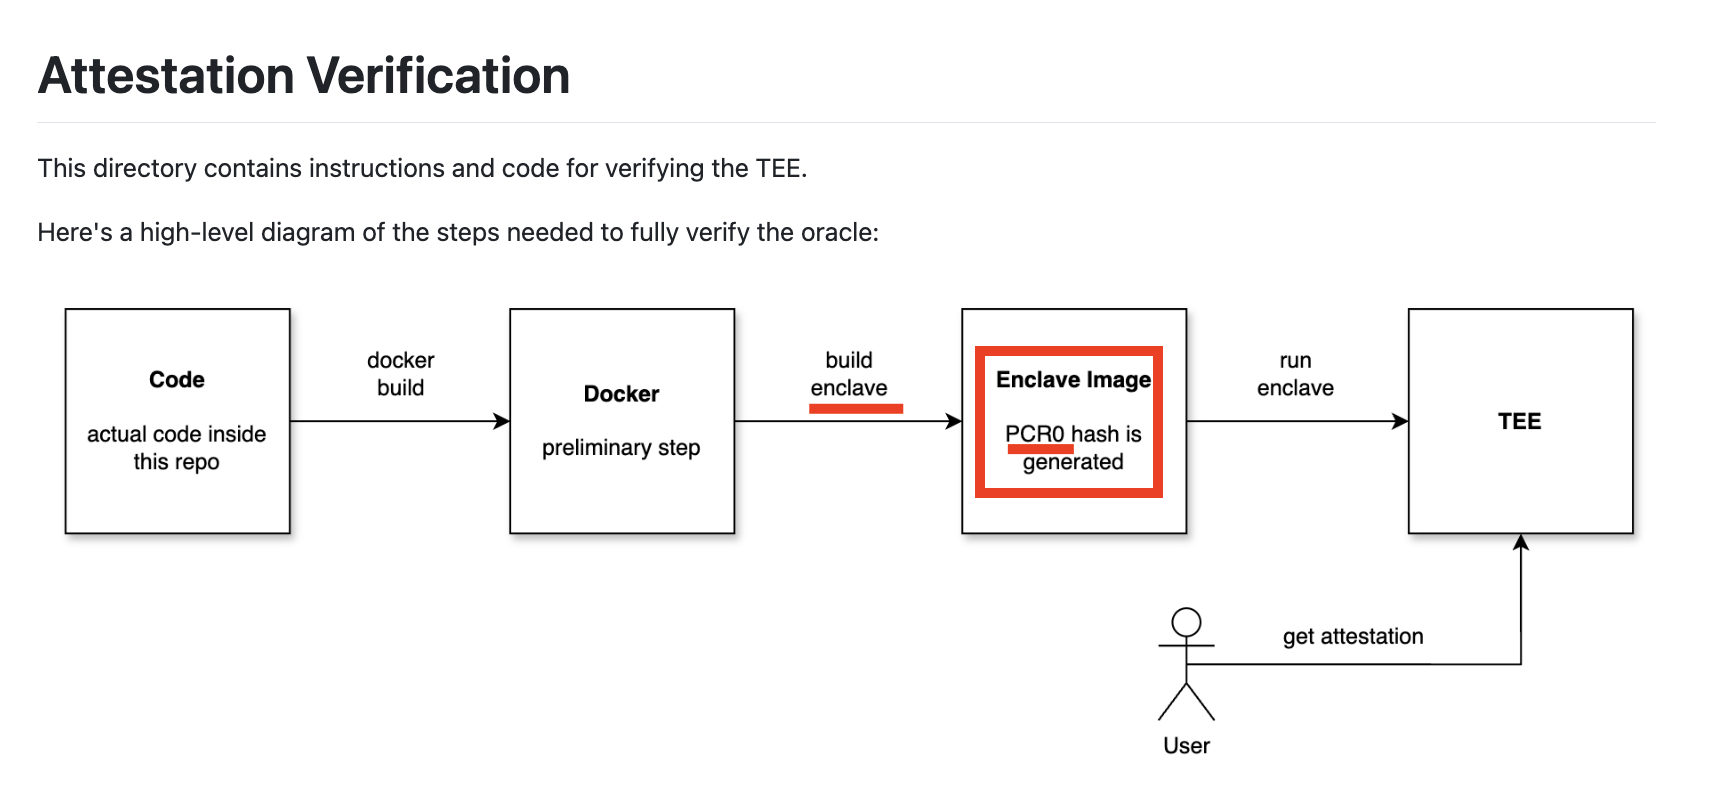 Attestation Verification
This directory contains instructions and code for verifying the TEE.
Here's a high-level diagram of the steps needed to fully verify the oracle:
Code
actual code inside
this repo
docker
build
Docker
preliminary step
build
enclave
Enclave Image
PCR0 hash is
generated
run
enclave
TEE
get attestation
User